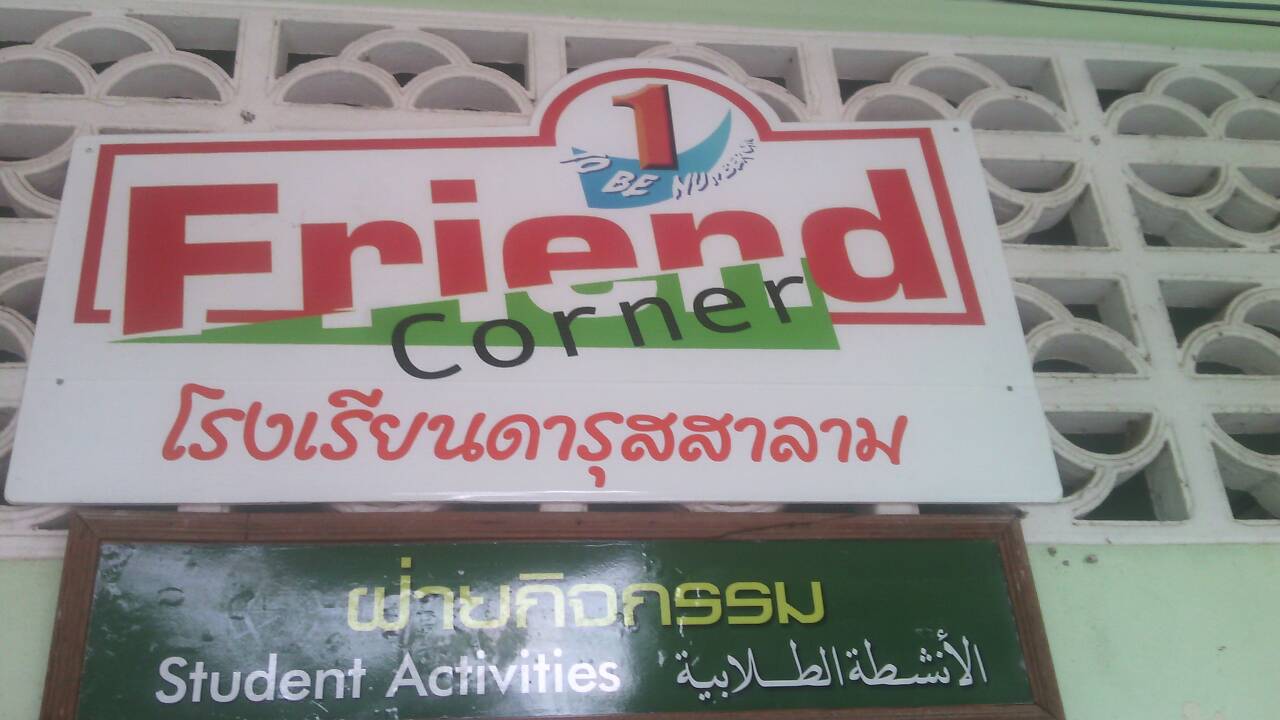 1
TO BE NUMBER ONE
Friend
Corner
โรงเรียนดารุสสาลาม
ฝ่ายกิจกรรม
Student Activities الأنشطة الطلابية